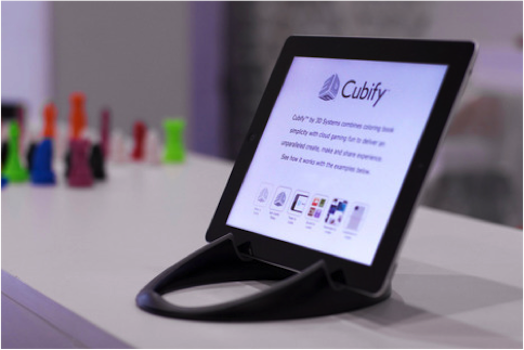 Cubify™
Cubify™ by 3D Systems combines coloring book
simplicity with cloud gaming fun to deliver an
unparalleled create, make and share experience.
See how it works with the examples below.